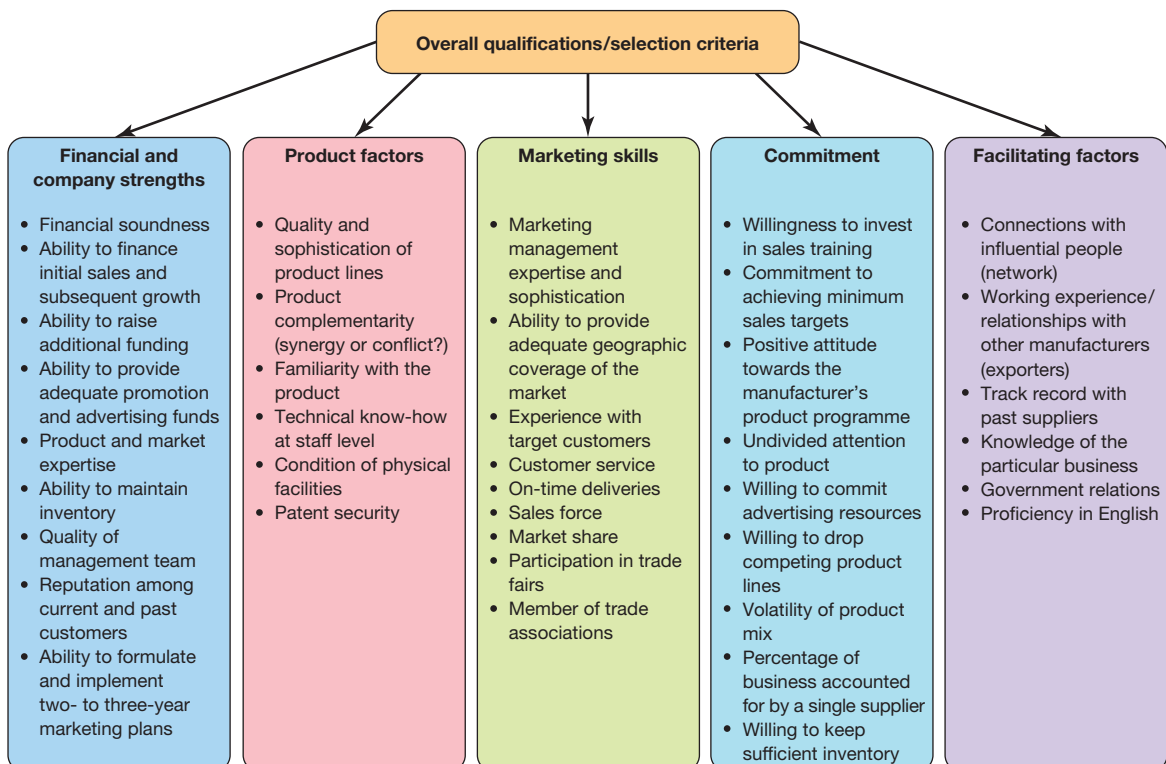 Overall qualifications/selection criteria
Financial and
company strengths
• Financial soundness
• Ability to finance
initial sales and
subsequent growth
• Ability to raise
additional funding
• Ability to provide
adequate promotion
and advertising funds
• Product and market
expertise
• Ability to maintain
inventory
• Quality of
management team
• Reputation among
current and past
customers
• Ability to formulate
and implement
two- to three-year
marketing plans
Product factors
• Quality and
sophistication of
product lines
• Product
complementarity
(synergy or conflict?)
• Familiarity with the
product
• Technical know-how
at staff level
• Condition of physical
facilities
• Patent security
Marketing skills
• Marketing
management
expertise and
sophistication
• Ability to provide
adequate geographic
coverage of the
market
• Experience with
target customers
• Customer service
• On-time deliveries
• Sales force
• Market share
• Participation in trade
fairs
• Member of trade
associations
Commitment
• Willingness to invest
in sales training
• Commitment to
achieving minimum
sales targets
• Positive attitude
towards the
manufacturer’s
product programme
• Undivided attention
to product
• Willing to commit
advertising resources
• Willing to drop
competing product
lines
• Volatility of product
mix
• Percentage of
business accounted
for by a single supplier
• Willing to keep
sufficient inventory
Facilitating factors
• Connections with
influential people
(network)
• Working experience/
relationships with
other manufacturers
(exporters)
• Track record with
past suppliers
• Knowledge of the
particular business
• Government relations
• Proficiency in English